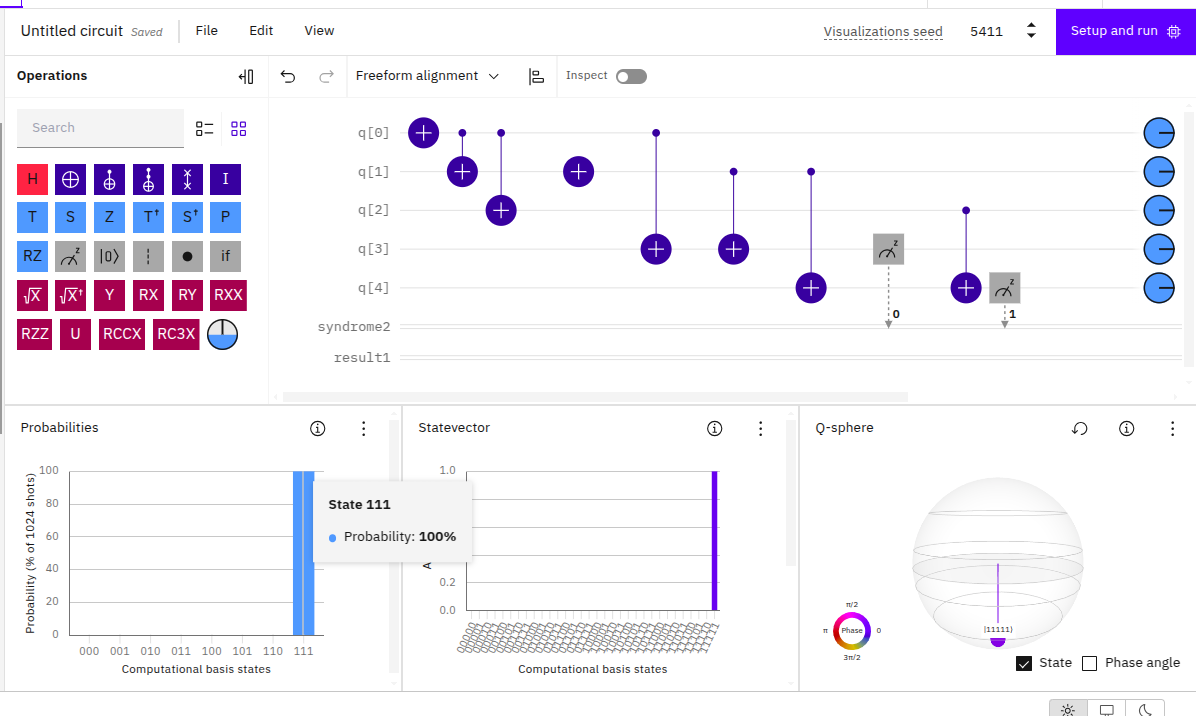 Untitled circuit Saved File Edit View Visualizations seed 5411 Setup and run
Operations Freeform alignment Inspect
Search
H I
T S Z T† S† P
RZ z |0⟩ if
√X √X† Y RX RY RXX
RZZ U RCCX RC3X
q[0]
q[1]
q[2]
q[3] z
q[4] z
0 1
syndrome2
result1
Probabilities
Probability (% of 1024 shots)
100
80
60
40
20
0
000 001 010 011 100 101 110 111
Computational basis states
State 111
Probability: 100%
Statevector
1.0
A
0.2
0.0
00000
11111
Computational basis states
Q-sphere
|11111⟩
π/2
π Phase 0
3π/2
State Phase angle